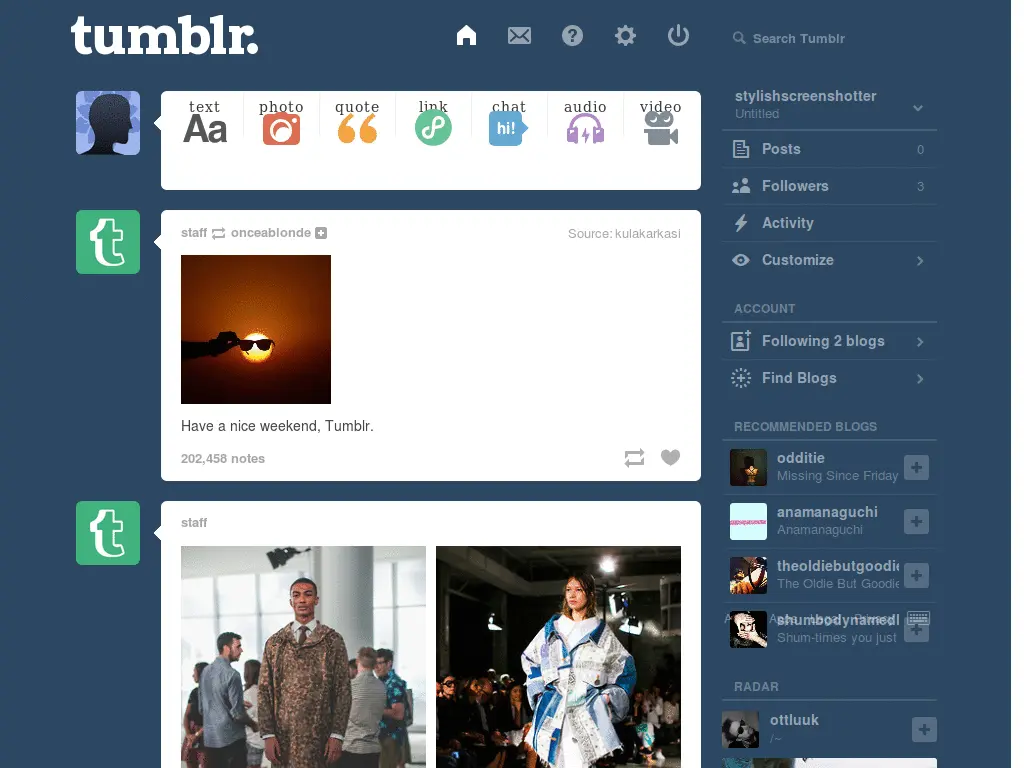 tumblr.
Search Tumblr
text photo quote link chat audio video
Aa
hi!
stylishscreenshotter
Untitled
Posts 0
Followers 3
Activity
Customize
ACCOUNT
Following 2 blogs
Find Blogs
RECOMMENDED BLOGS
odditie
Missing Since Friday
anamanaguchi
Anamanaguchi
theoldiebutgoodie
The Oldie But Goodie
Shum-times you just
RADAR
ottluuk
/~
staff onceablonde
Source: kulakarkasi
Have a nice weekend, Tumblr.
202,458 notes
staff